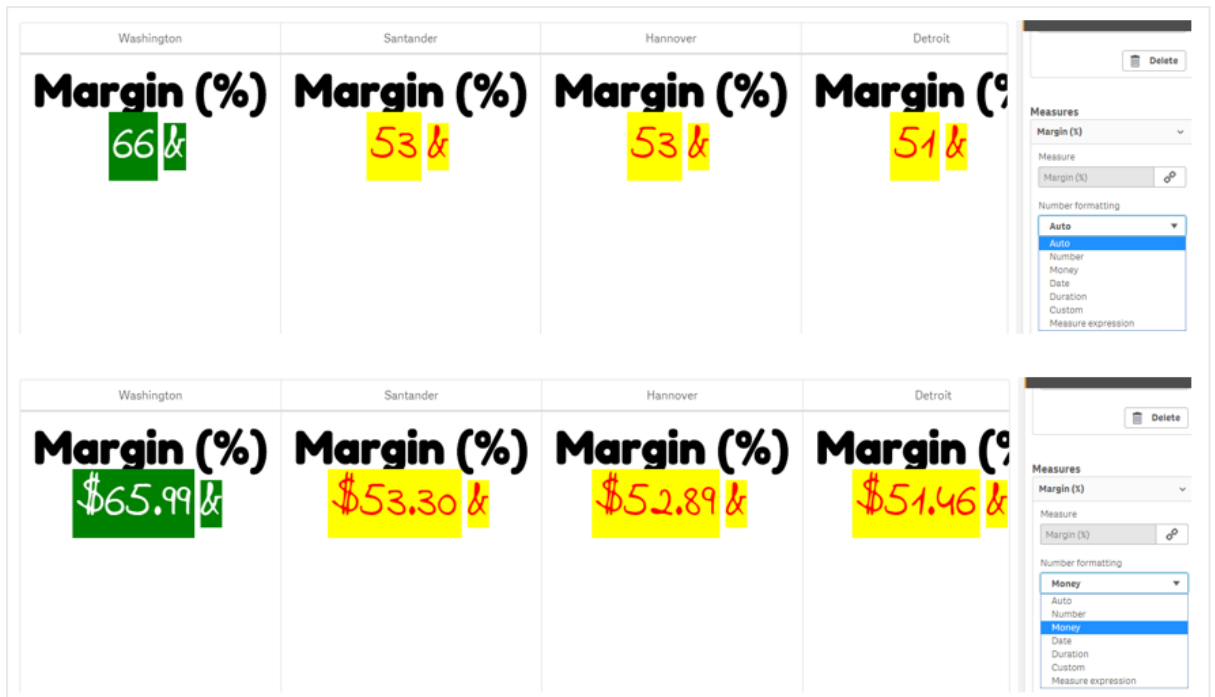 Washington Santander Hannover Detroit
Margin (%) Margin (%) Margin (%) Margin (%
66 & 53 & 53 & 51 &
Delete
Measures
Margin (%)
Measure
Margin (%)
Number formatting
Auto
Auto
Number
Money
Date
Duration
Custom
Measure expression
Washington Santander Hannover Detroit
Margin (%) Margin (%) Margin (%) Margin (%
$65.99 & $53.30 & $52.89 & $51.46 &
Delete
Measures
Margin (%)
Measure
Margin (%)
Number formatting
Money
Auto
Number
Money
Date
Duration
Custom
Measure expression